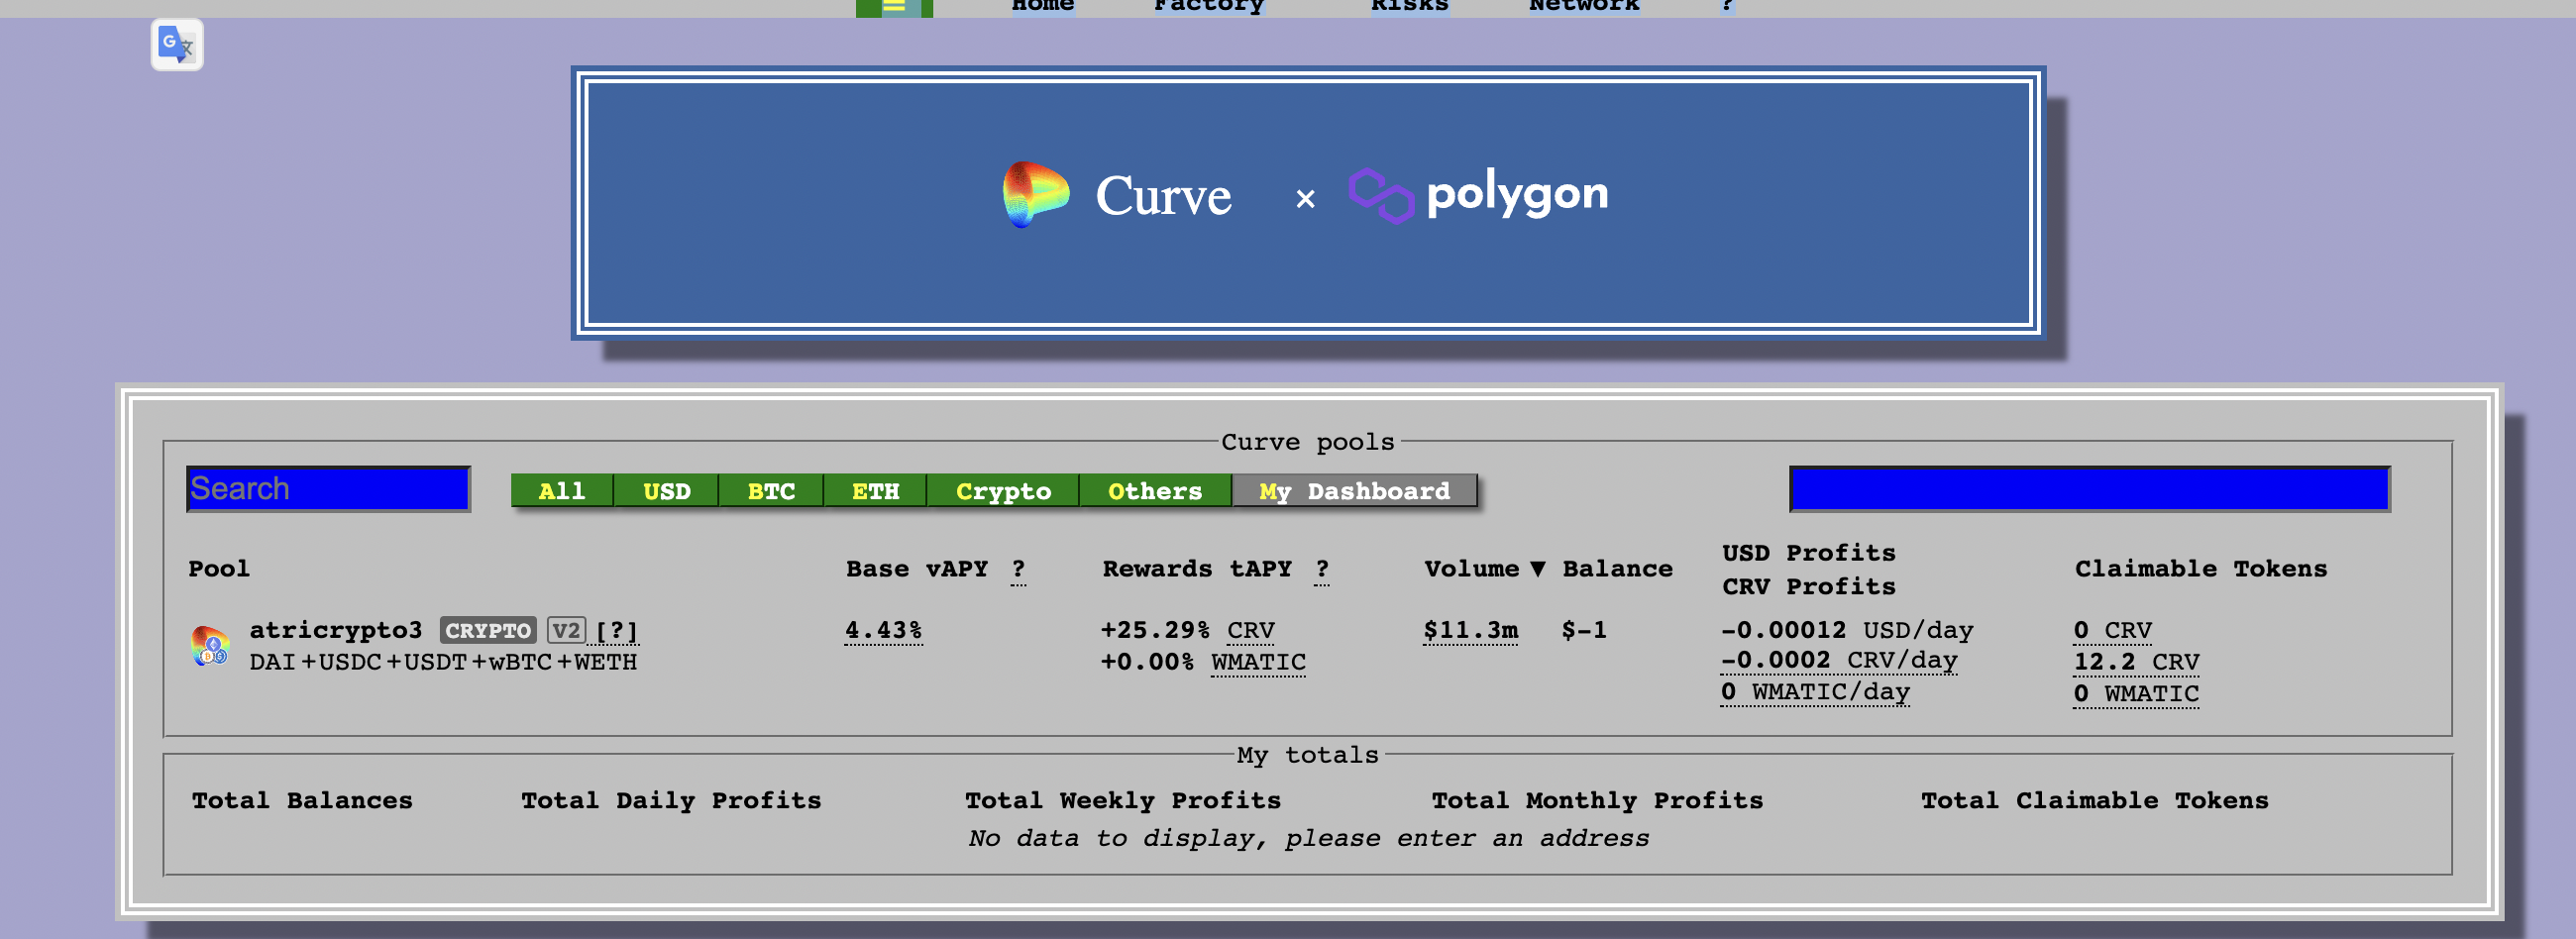 Home Factory Risks Network ?
Curve × polygon
Curve pools
Search
All USD BTC ETH Crypto Others My Dashboard
Pool Base vAPY ? Rewards tAPY ? Volume ▼ Balance USD Profits Claimable Tokens
CRV Profits
atricrypto3 CRYPTO V2 [?] 4.43% +25.29% CRV $11.3m $-1 -0.00012 USD/day 0 CRV
DAI+USDC+USDT+wBTC+WETH +0.00% WMATIC -0.0002 CRV/day 12.2 CRV
0 WMATIC/day 0 WMATIC
My totals
Total Balances Total Daily Profits Total Weekly Profits Total Monthly Profits Total Claimable Tokens
No data to display, please enter an address